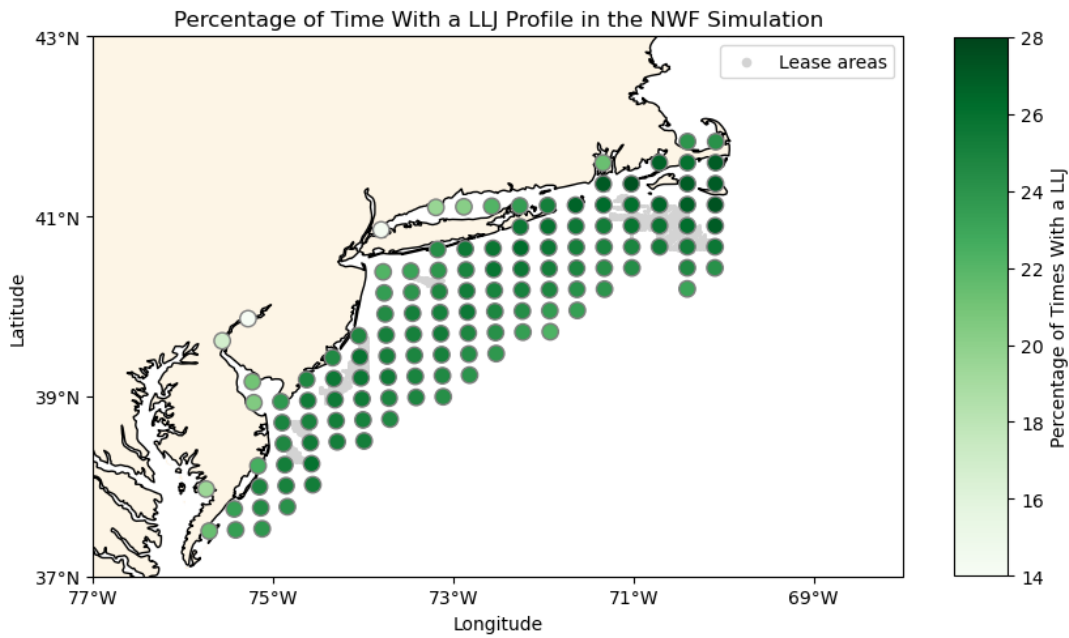 Percentage of Time With a LLJ Profile in the NWF Simulation
43°N
41°N
39°N
37°N
Latitude
77°W
75°W
73°W
71°W
69°W
Longitude
Lease areas
28
26
24
22
20
18
16
14
Percentage of Times With a LLJ